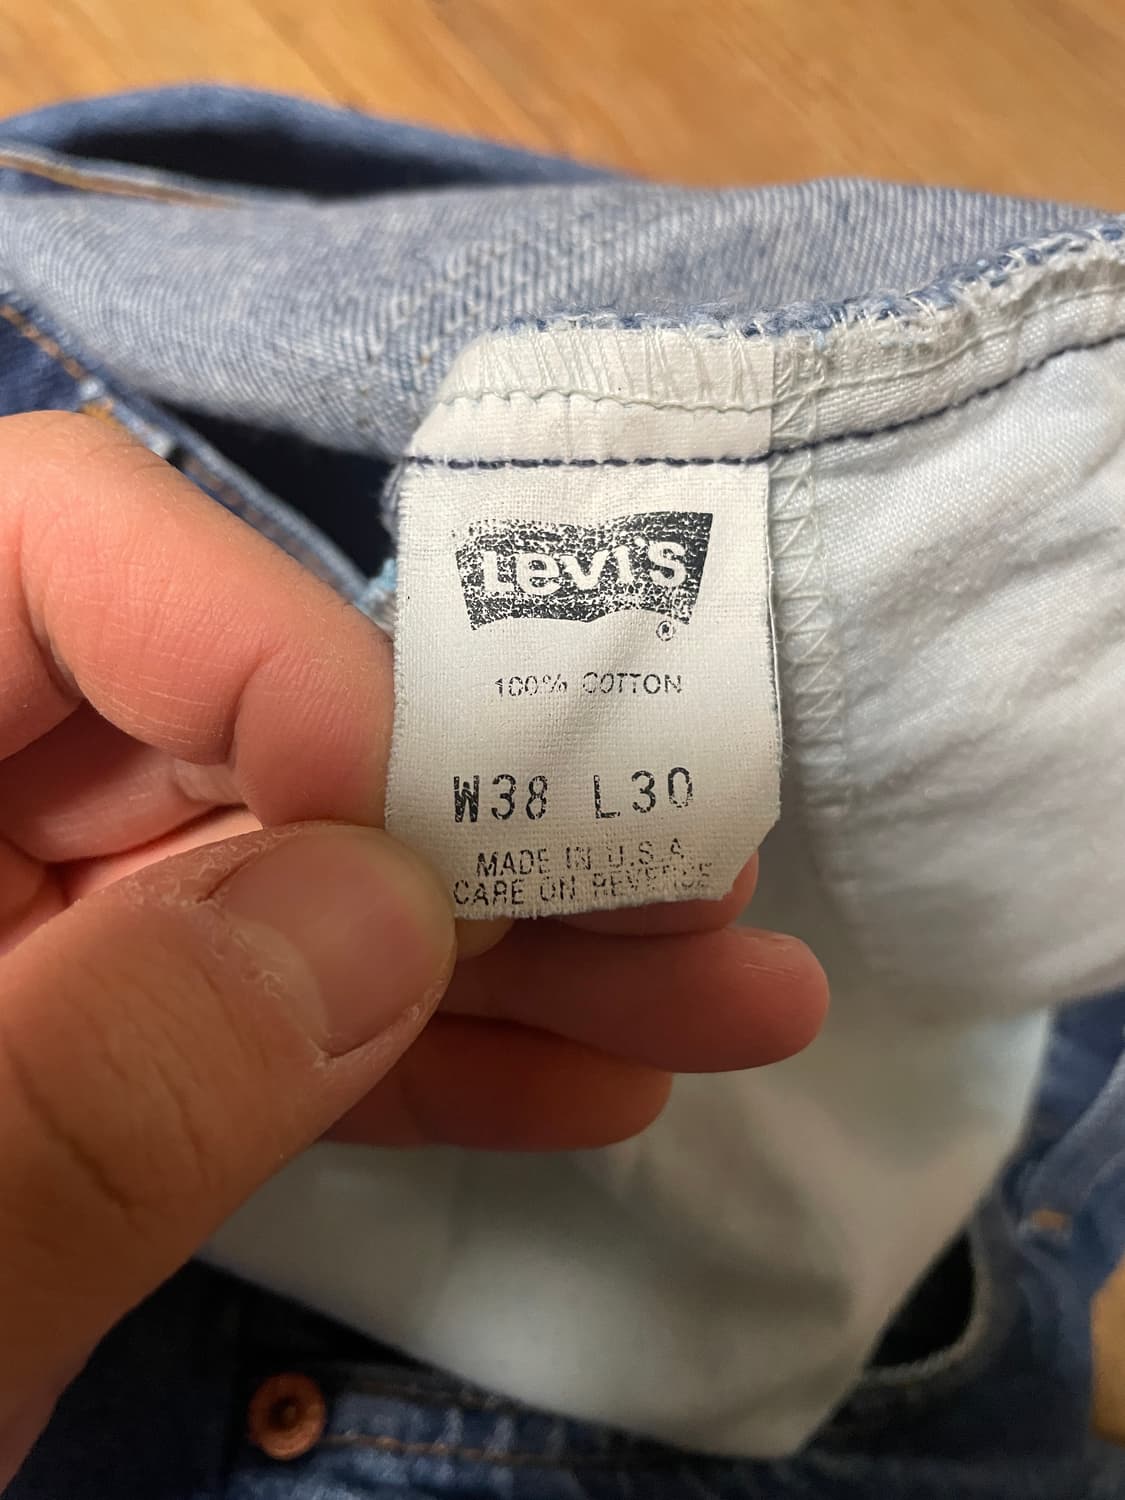 Levi's
®
100% COTTON
W38 L30
MADE IN U.S.A.
CARE ON REVERSE